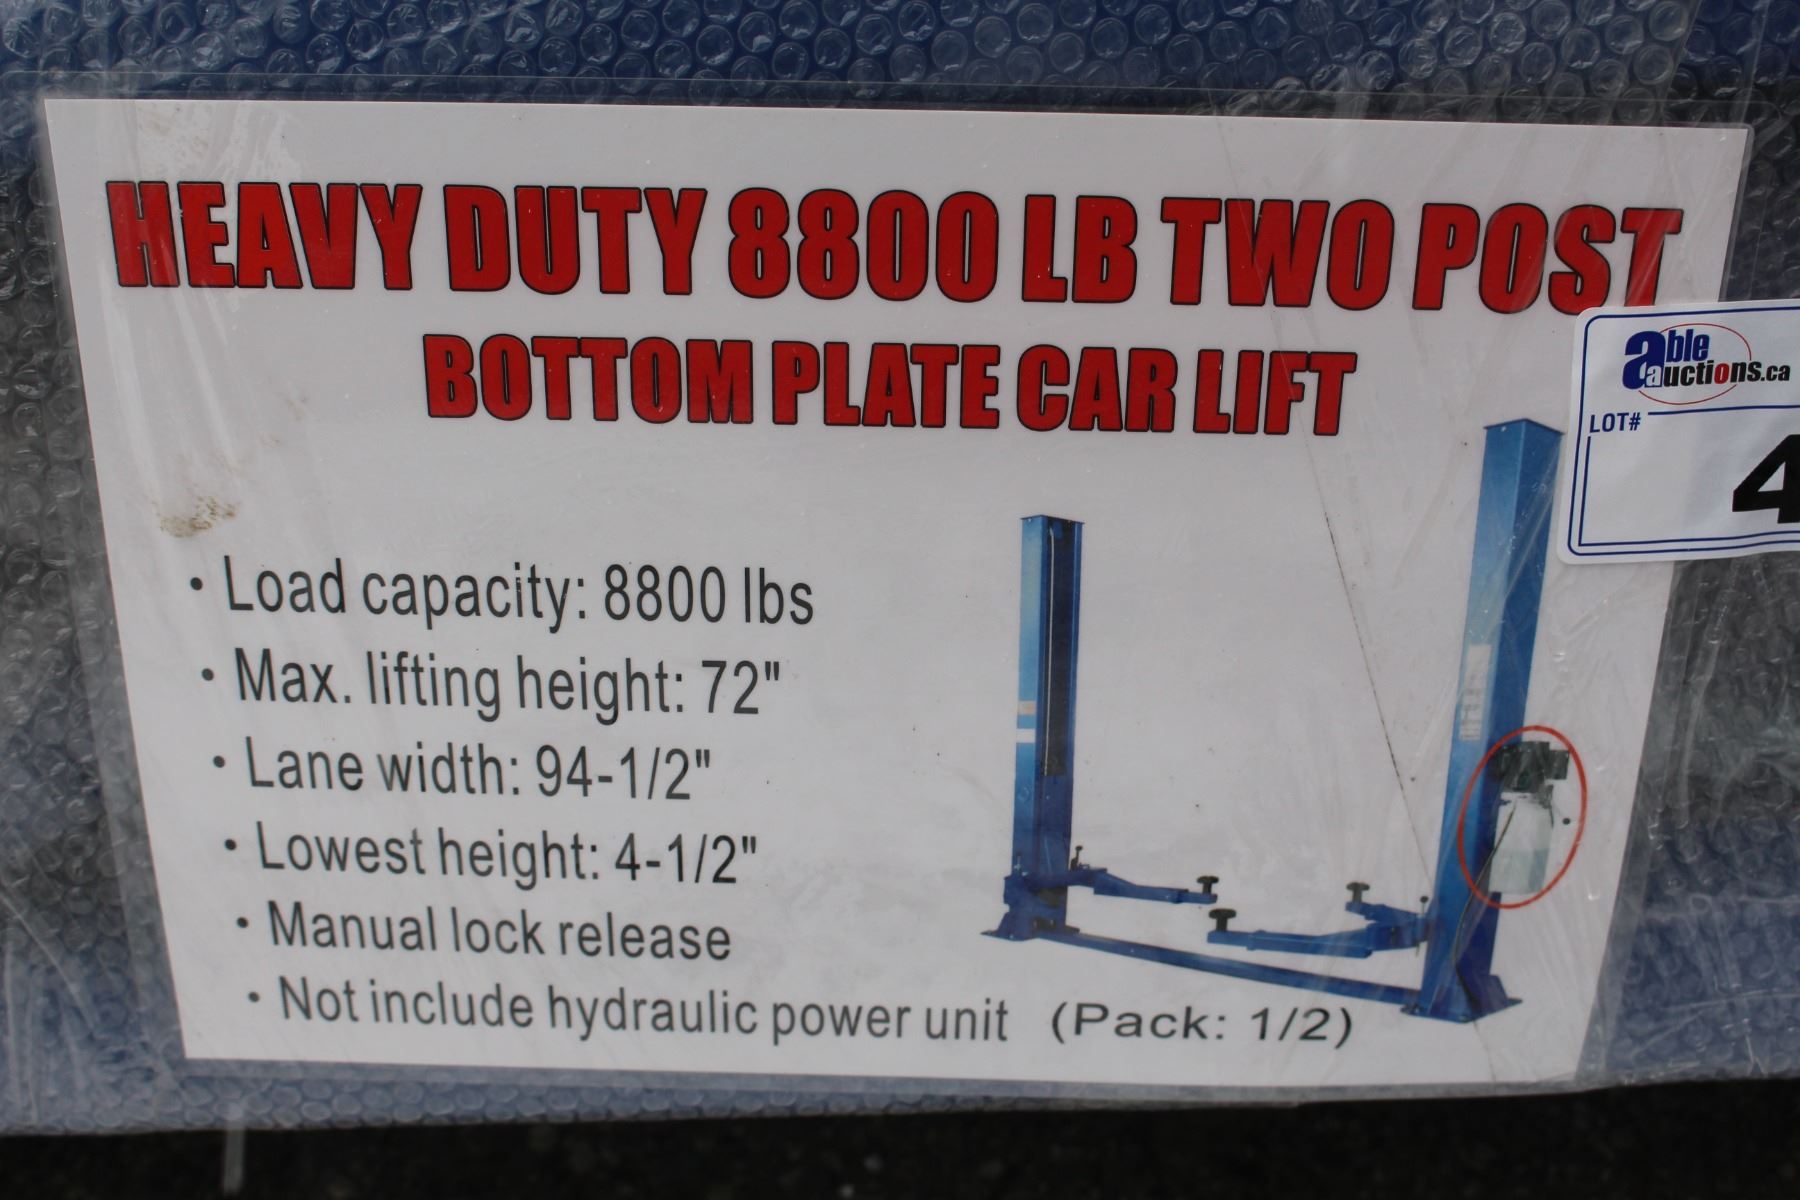 HEAVY DUTY 8800 LB TWO POST
BOTTOM PLATE CAR LIFT
able
auctions.ca
LOT#
4
· Load capacity: 8800 lbs
· Max. lifting height: 72"
· Lane width: 94-1/2"
· Lowest height: 4-1/2"
· Manual lock release
· Not include hydraulic power unit (Pack: 1/2)